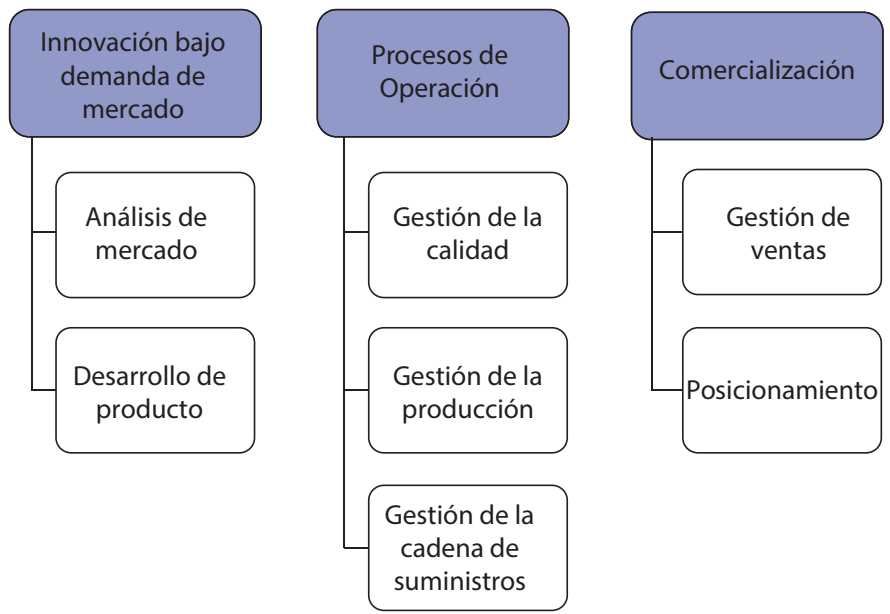 Innovación bajo
demanda de
mercado
Análisis de
mercado
Desarrollo de
producto
Procesos de
Operación
Gestión de la
calidad
Gestión de la
producción
Gestión de la
cadena de
suministros
Comercialización
Gestión de
ventas
Posicionamiento